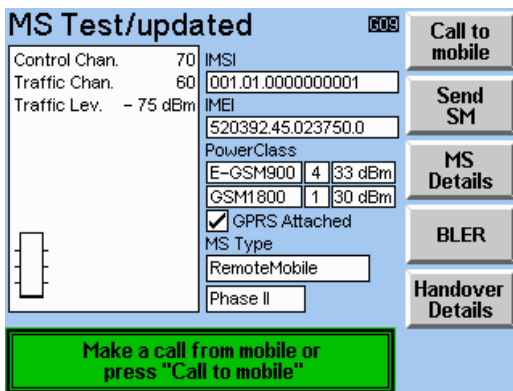 MS Test/updated
G09
Control Chan. 70
Traffic Chan. 60
Traffic Lev. - 75 dBm
IMSI
001.01.0000000001
IMEI
520392.45.023750.0
PowerClass
E-GSM900 4 33 dBm
GSM1800 1 30 dBm
GPRS Attached
MS Type
RemoteMobile
Phase II
Call to
mobile
Send
SM
MS
Details
BLER
Handover
Details
Make a call from mobile or
press "Call to mobile"